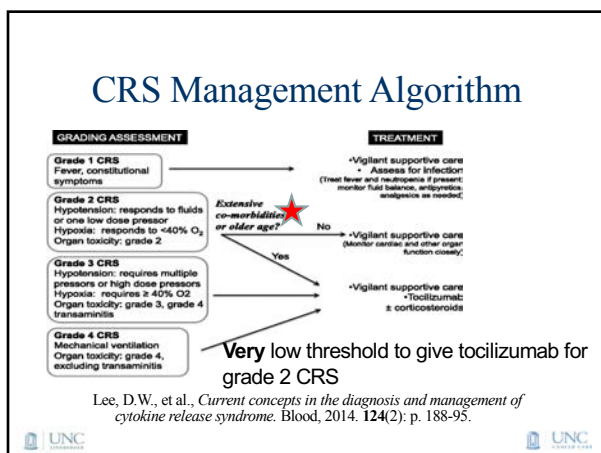 CRS Management Algorithm
GRADING ASSESSMENT
Grade 1 CRS
Fever, constitutional
symptoms
Grade 2 CRS
Hypotension: responds to fluids
or one low dose pressor
Hypoxia: responds to <40% O₂
Organ toxicity: grade 2
Grade 3 CRS
Hypotension: requires multiple
pressors or high dose pressors
Hypoxia: requires ≥ 40% O2
Organ toxicity: grade 3, grade 4
transaminitis
Grade 4 CRS
Mechanical ventilation
Organ toxicity: grade 4,
excluding transaminitis
Extensive
co-morbidities
or older age?
No
Yes
TREATMENT
•Vigilant supportive care
• Assess for infection
(Treat fever and neutropenia if present,
monitor fluid balance, antipyretics,
analgesics as needed)
•Vigilant supportive care
(Monitor cardiac and other organ
function closely)
•Vigilant supportive care
•Tocilizumab
± corticosteroids
Very low threshold to give tocilizumab for
grade 2 CRS
Lee, D.W., et al., Current concepts in the diagnosis and management of
cytokine release syndrome. Blood, 2014. 124(2): p. 188-95.
UNC
UNC